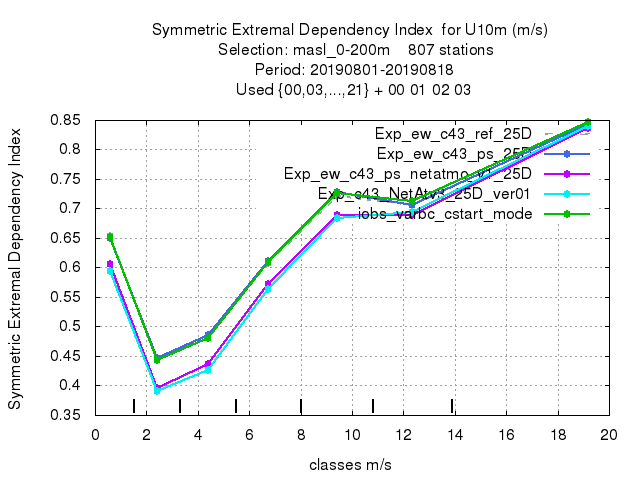 Symmetric Extremal Dependency Index  for U10m (m/s)
Selection: masl_0-200m    807 stations
Period: 20190801-20190818
Used {00,03,...,21} + 00 01 02 03
Symmetric Extremal Dependency Index
0.85
0.8
0.75
0.7
0.65
0.6
0.55
0.5
0.45
0.4
0.35
Exp_ew_c43_ref_25D
Exp_ew_c43_ps_25D
Exp_ew_c43_ps_netatmo_v1_25D
Exp_c43_NetAtv3_25D_ver01
iobs_varbc_cstart_mode
0 2 4 6 8 10 12 14 16 18 20
classes m/s